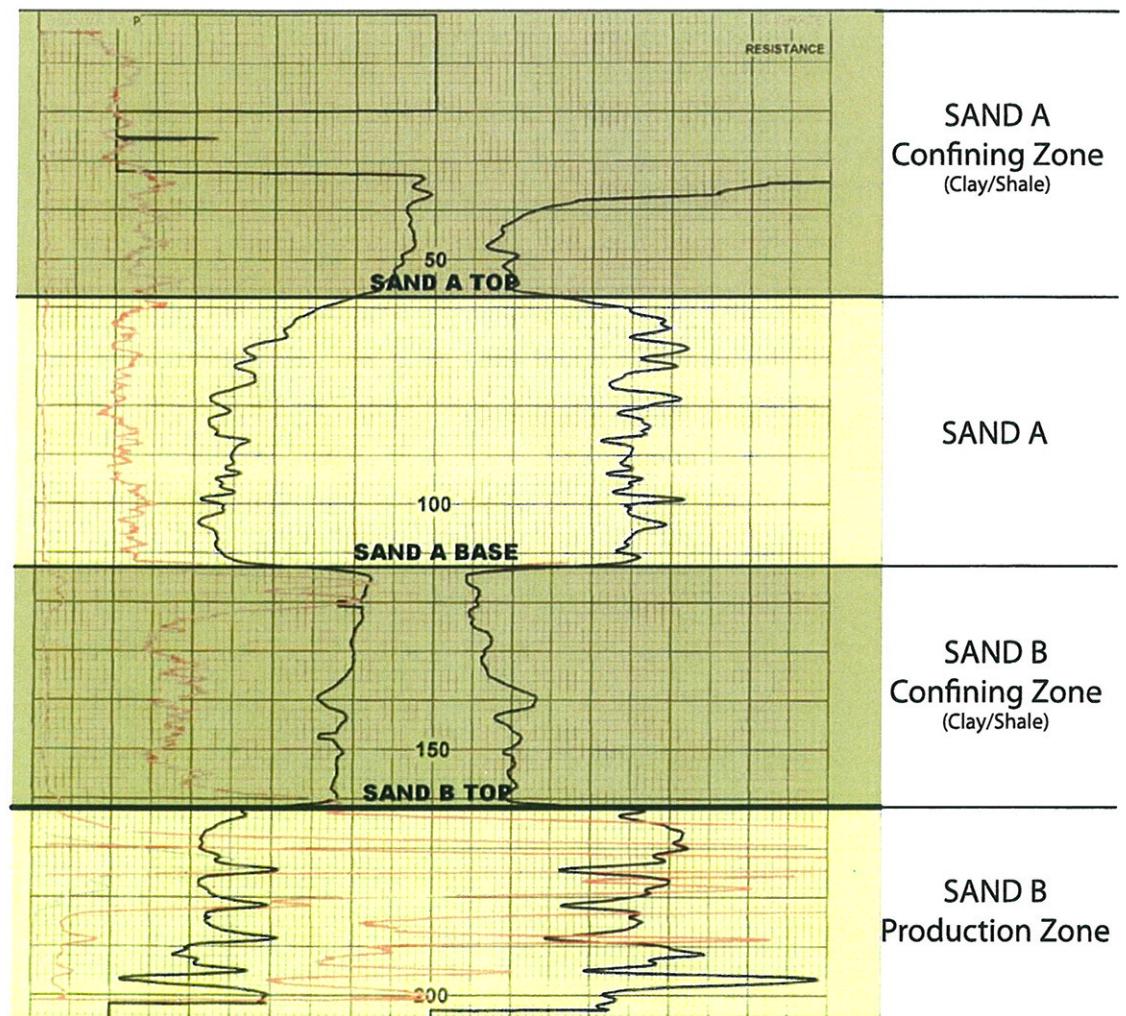 RESISTANCE
SAND A
Confining Zone
(Clay/Shale)
50
SAND A TOP
SAND A
100
SAND A BASE
SAND B
Confining Zone
(Clay/Shale)
150
SAND B TOP
SAND B
Production Zone
200